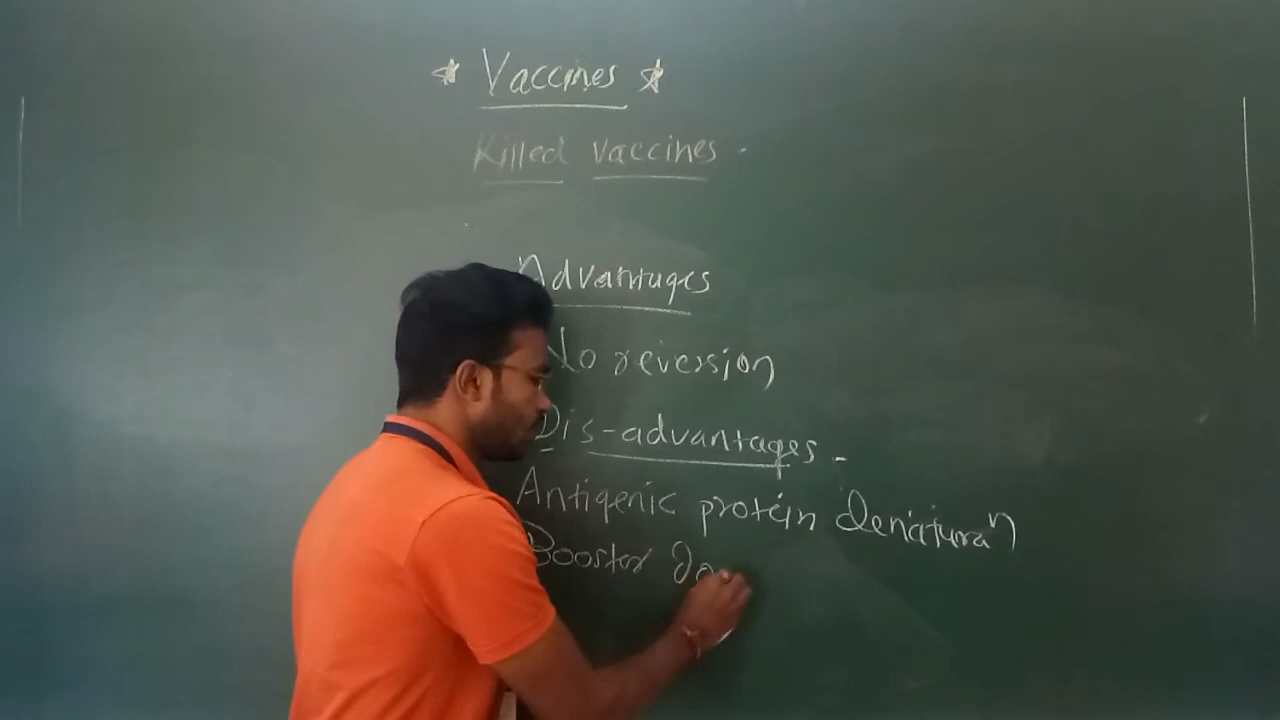 * Vaccines *
Killed vaccines.
Advantages
No reversion
Dis-advantages -
Antigenic protein denaturaⁿ
Booster